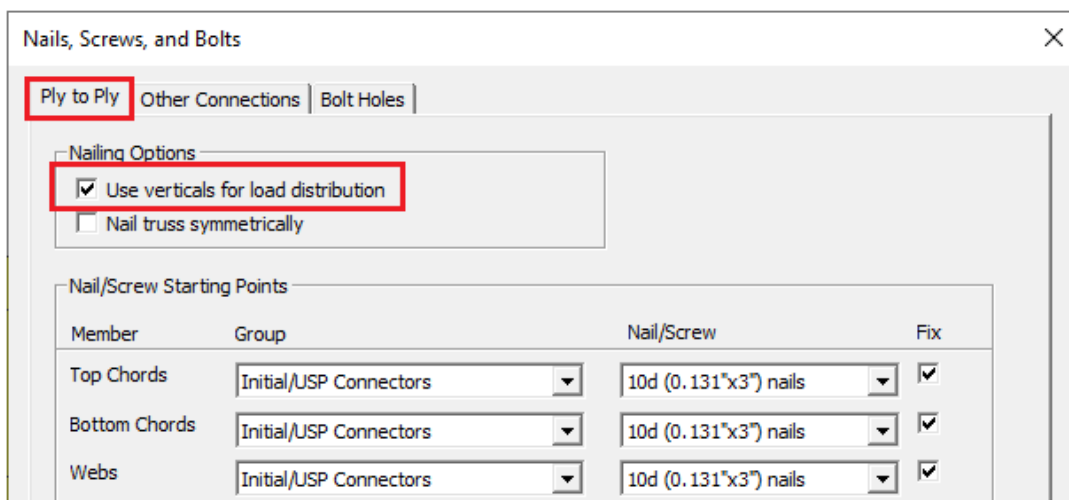 Nails, Screws, and Bolts
Ply to Ply Other Connections Bolt Holes
Nailing Options
Use verticals for load distribution
Nail truss symmetrically
Nail/Screw Starting Points
Member Group Nail/Screw Fix
Top Chords Initial/USP Connectors 10d (0.131"x3") nails
Bottom Chords Initial/USP Connectors 10d (0.131"x3") nails
Webs Initial/USP Connectors 10d (0.131"x3") nails